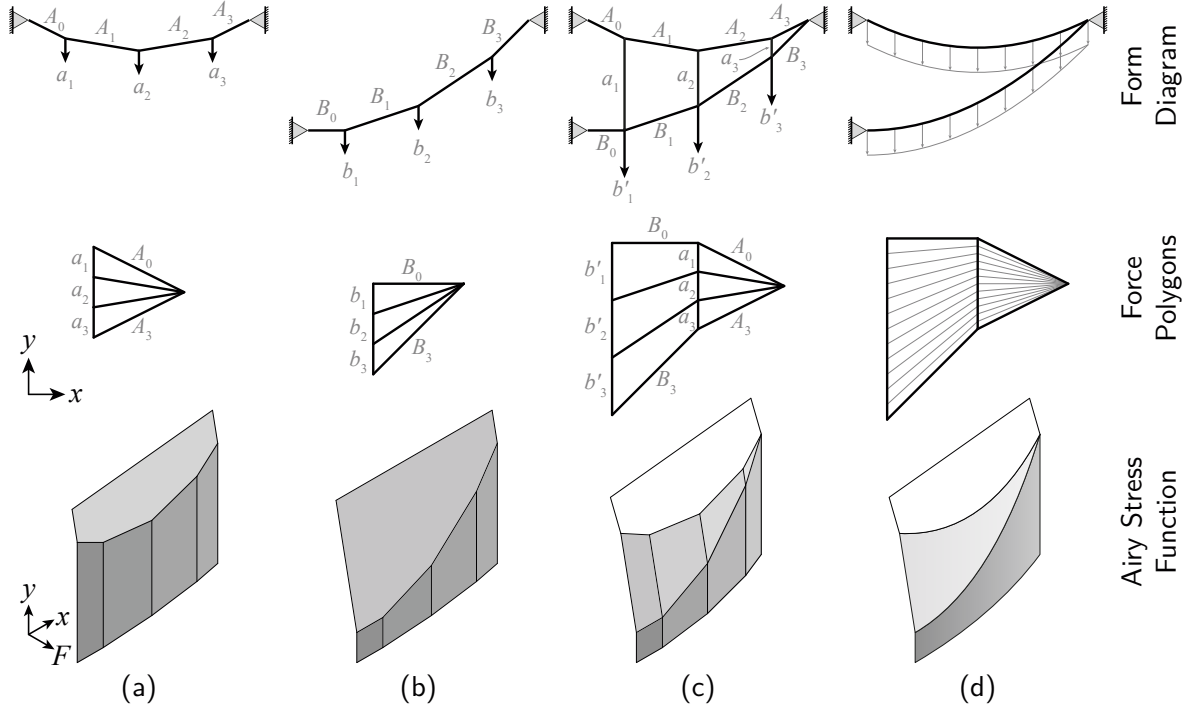 A0 A1 A2 A3
a1 a2 a3
B0 B1 B2 B3
b1 b2 b3
A0 A1 A2 A3
a1 a2 a3
B0 B1 B2 B3
b′1 b′2 b′3
Form
Diagram
a1 a2 a3
A0 A3
b1 b2 b3
B0 B3
B0 A0
b′1 b′2 b′3
a1 a2 a3
B3 A3
Force
Polygons
y
x
y
x
F
Airy Stress
Function
(a)
(b)
(c)
(d)